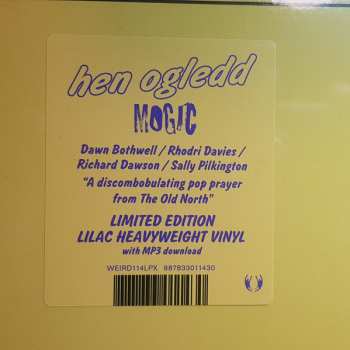 hen ogledd
MOGIC
Dawn Bothwell / Rhodri Davies /
Richard Dawson / Sally Pilkington
"A discombobulating pop prayer
from The Old North"
LIMITED EDITION
LILAC HEAVYWEIGHT VINYL
with MP3 download
WEIRD114LPX 887833011430